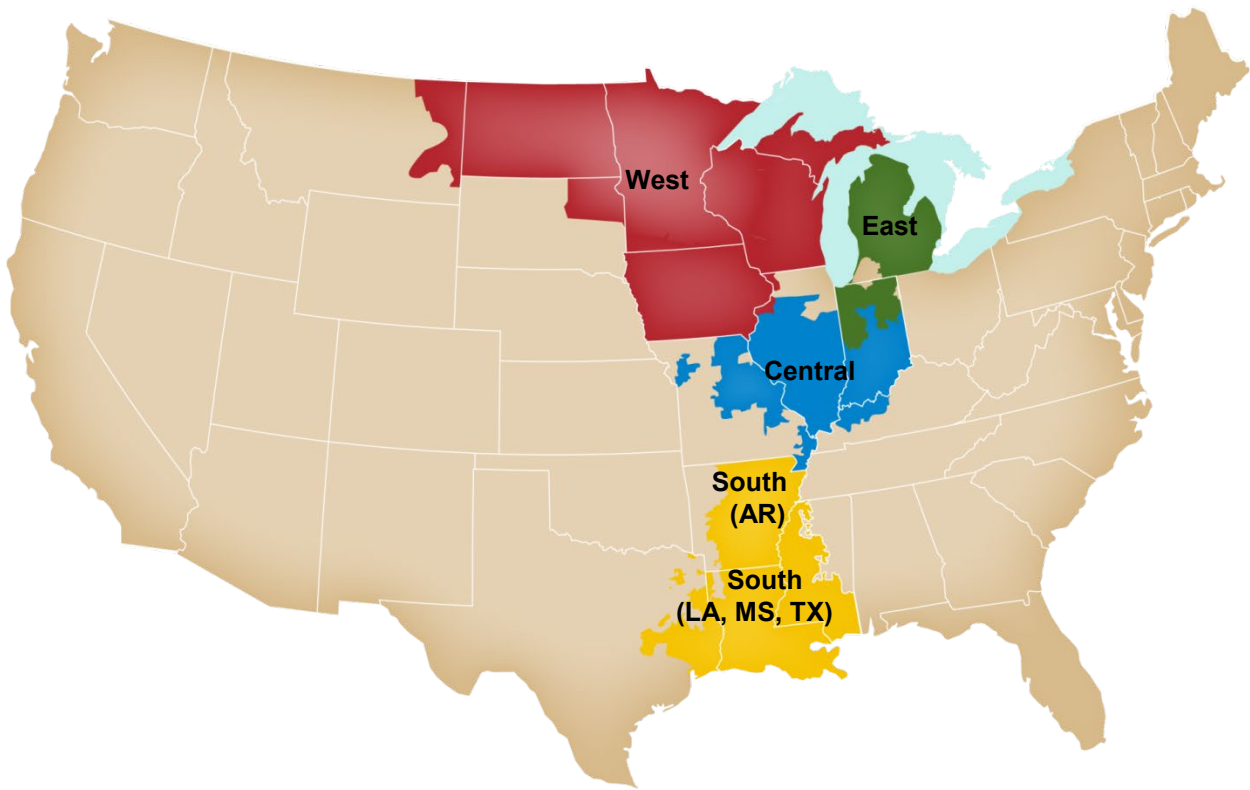 West
East
Central
South
(AR)
South
(LA, MS, TX)